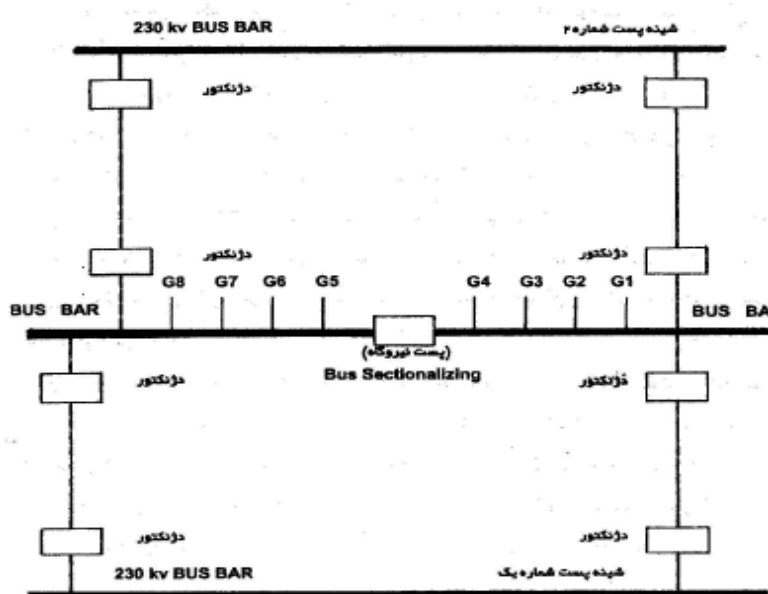 230 kv BUS BAR
شینه پست شماره ۲
دژنکتور
دژنکتور
دژنکتور
دژنکتور
G8 G7 G6 G5 G4 G3 G2 G1
BUS BAR
BUS BA
(پست نیروگاه)
Bus Sectionalizing
دژنکتور
دژنکتور
دژنکتور
دژنکتور
230 kv BUS BAR
شینه پست شماره یک